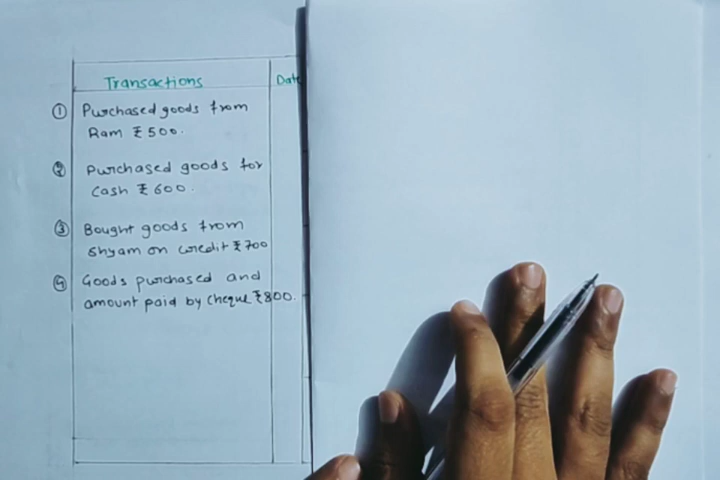 Transactions Date
① Purchased goods from
Ram ₹500.
② Purchased goods for
cash ₹600.
③ Bought goods from
Shyam on credit ₹700
④ Goods purchased and
amount paid by cheque ₹800.